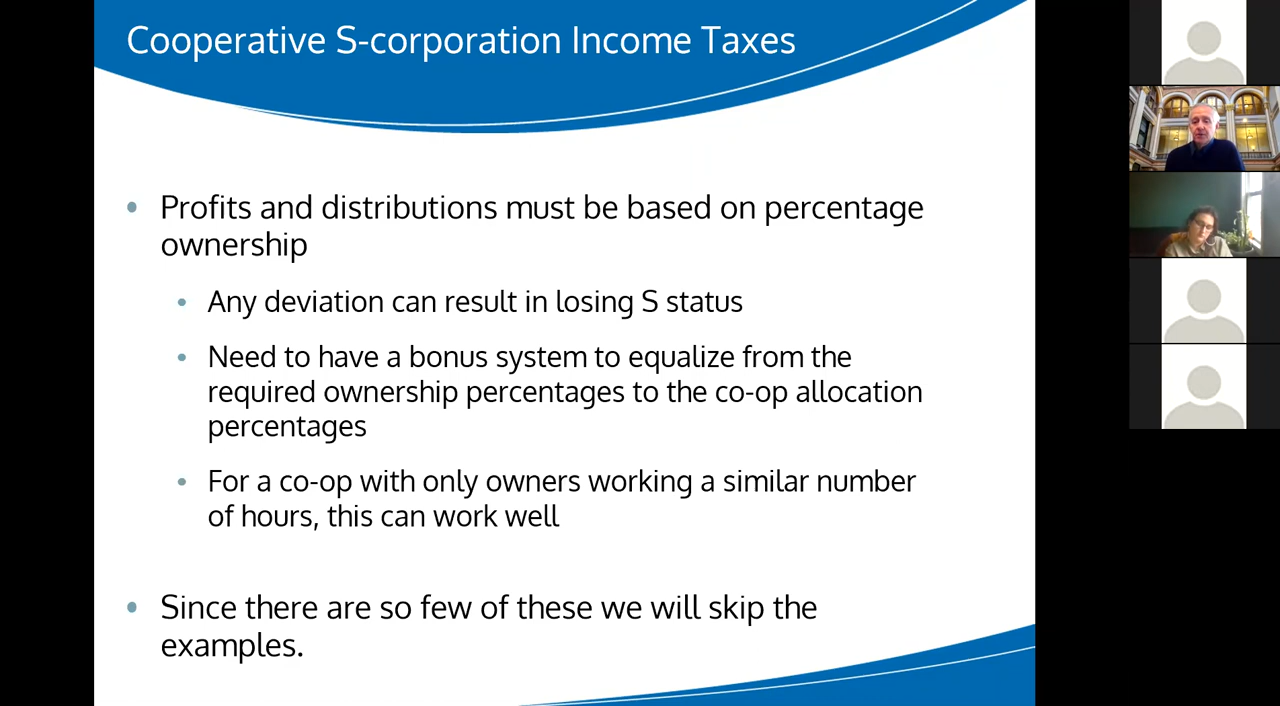 Cooperative S-corporation Income Taxes
• Profits and distributions must be based on percentage
ownership
• Any deviation can result in losing S status
• Need to have a bonus system to equalize from the
required ownership percentages to the co-op allocation
percentages
• For a co-op with only owners working a similar number
of hours, this can work well
• Since there are so few of these we will skip the
examples.